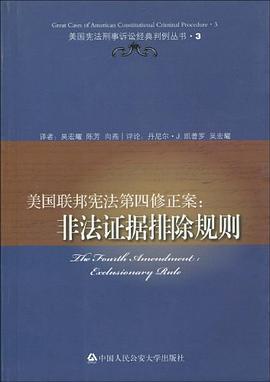 Great Cases of American Constitutional Criminal Procedure · 3
美国宪法刑事诉讼经典判例丛书·3
译者：吴宏耀 陈芳 向燕 | 评论：丹尼尔·J.凯普罗 吴宏耀
美国联邦宪法第四修正案：
非法证据排除规则
The Fourth Amendment :
Exclusionary Rule
中国人民公安大学出版社